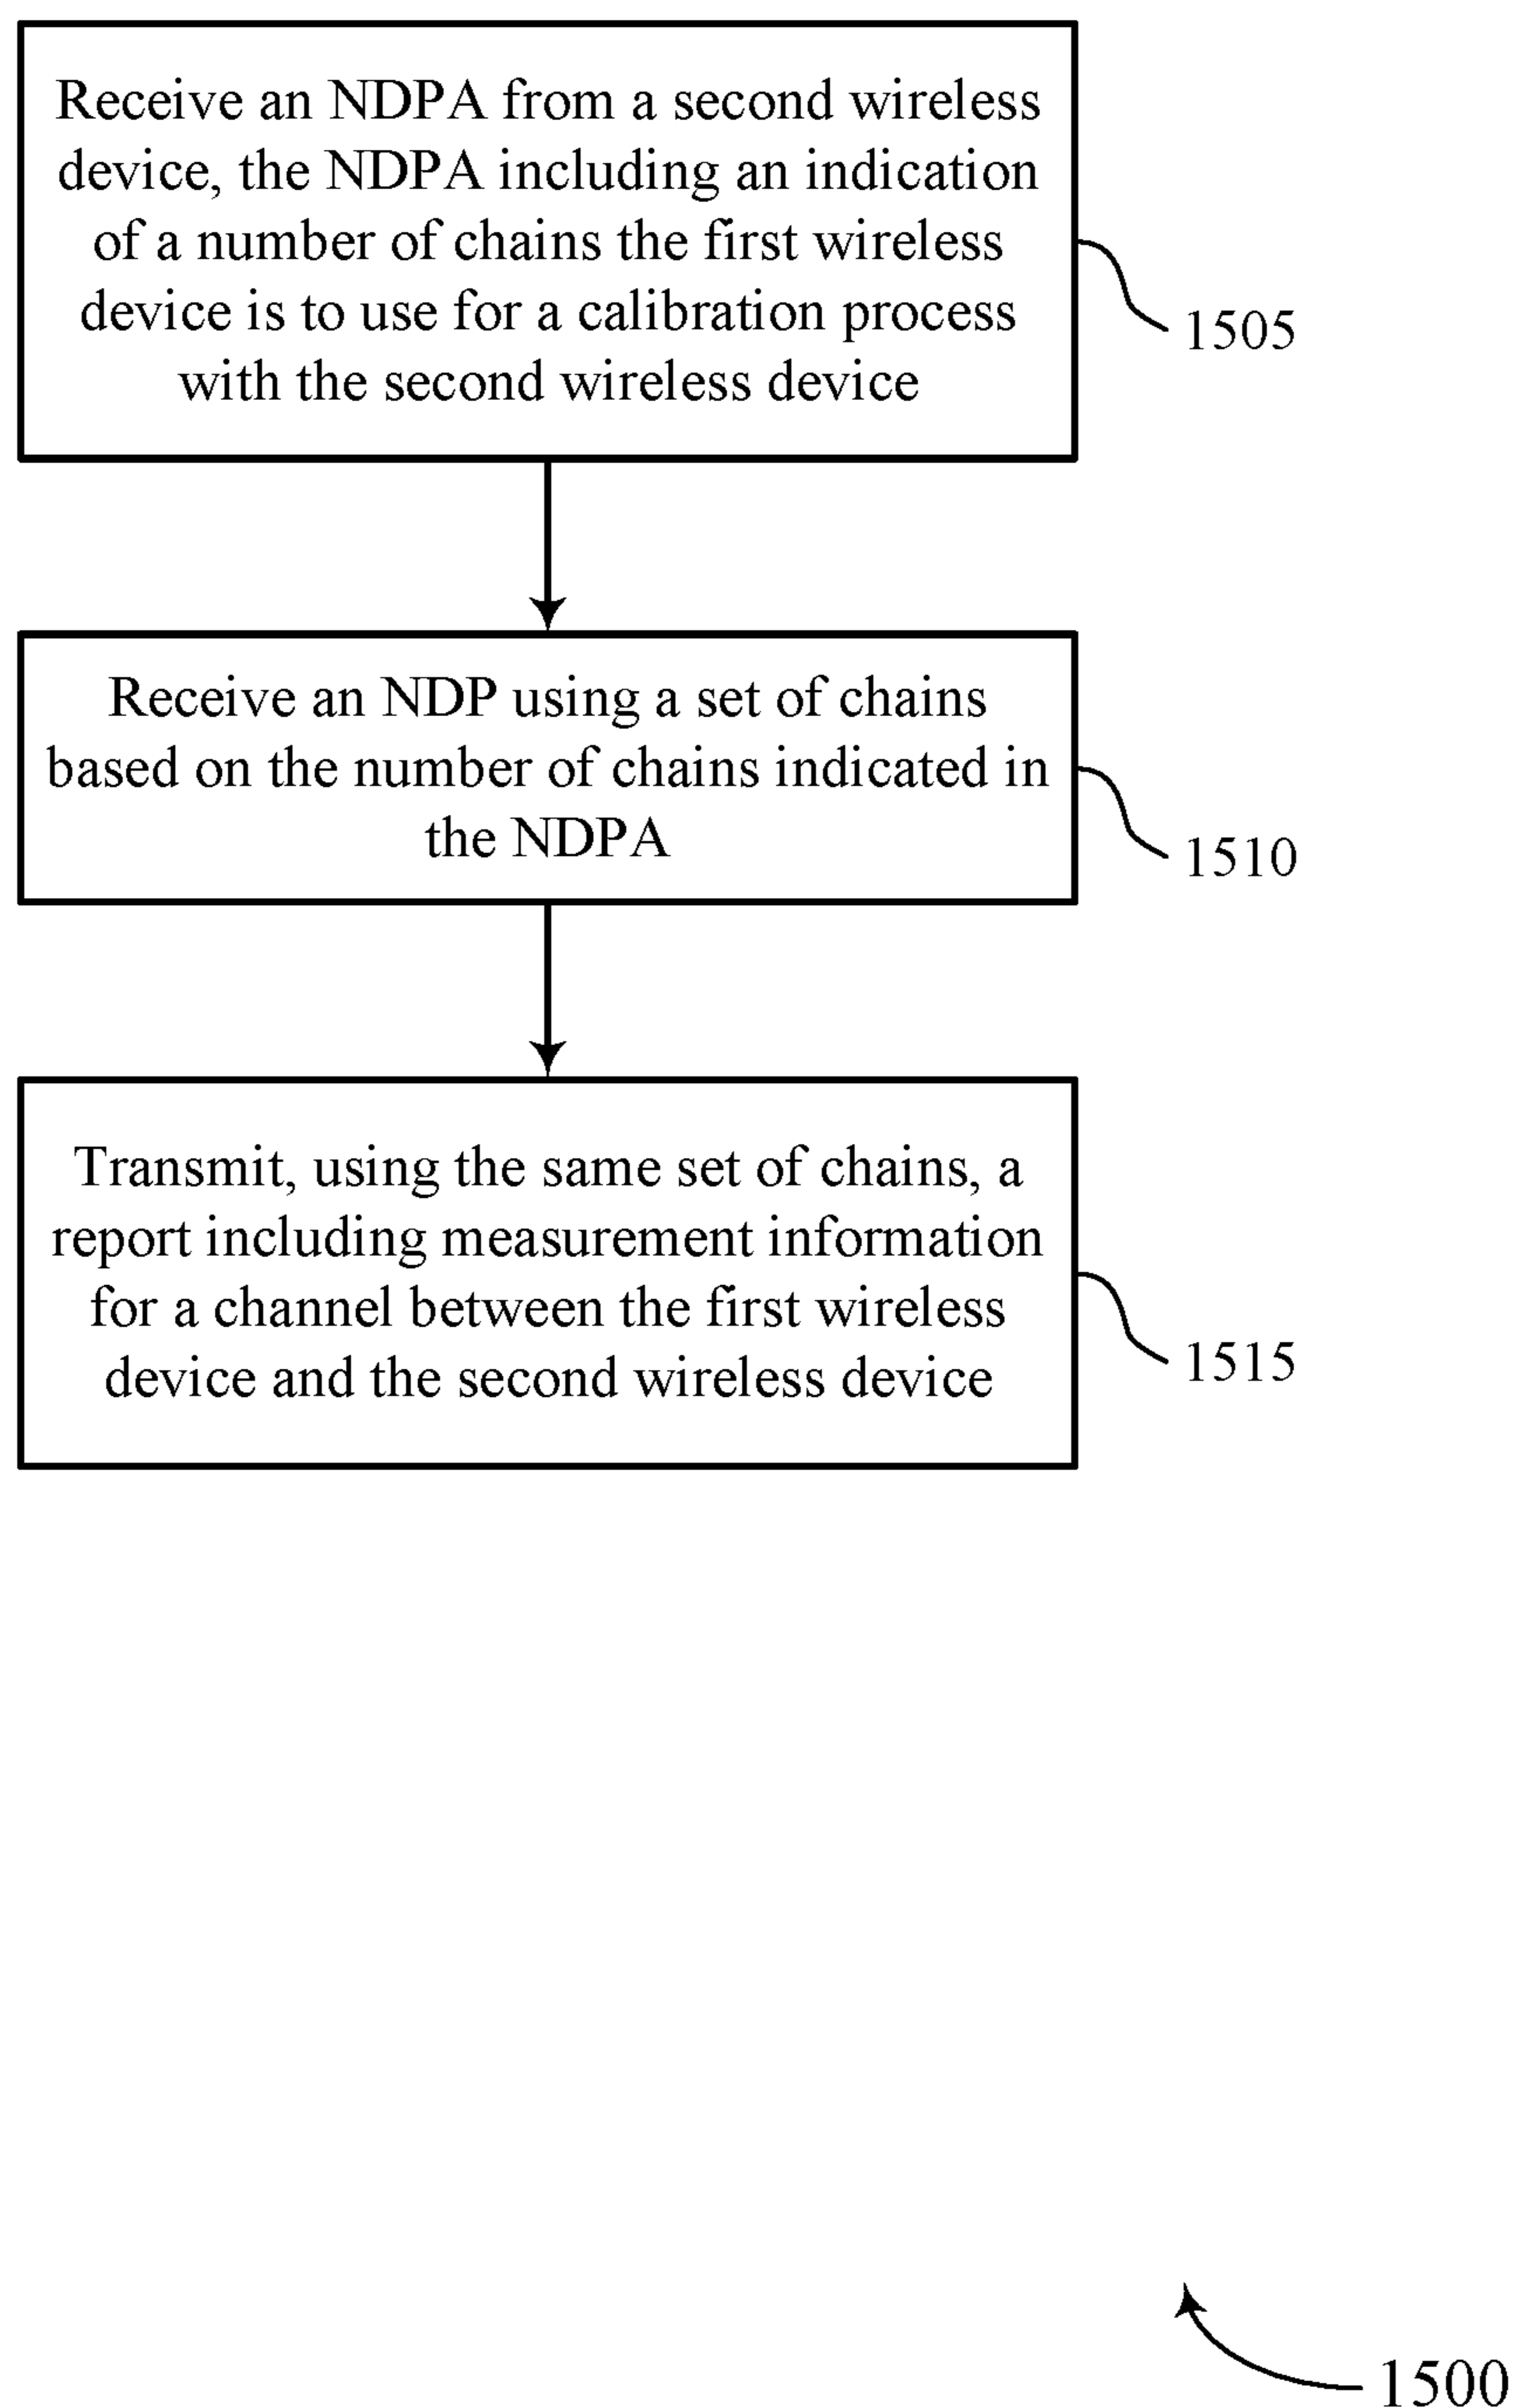 Receive an NDPA from a second wireless
device, the NDPA including an indication
of a number of chains the first wireless
device is to use for a calibration process
with the second wireless device
1505
Receive an NDP using a set of chains
based on the number of chains indicated in
the NDPA
1510
Transmit, using the same set of chains, a
report including measurement information
for a channel between the first wireless
device and the second wireless device
1515
1500